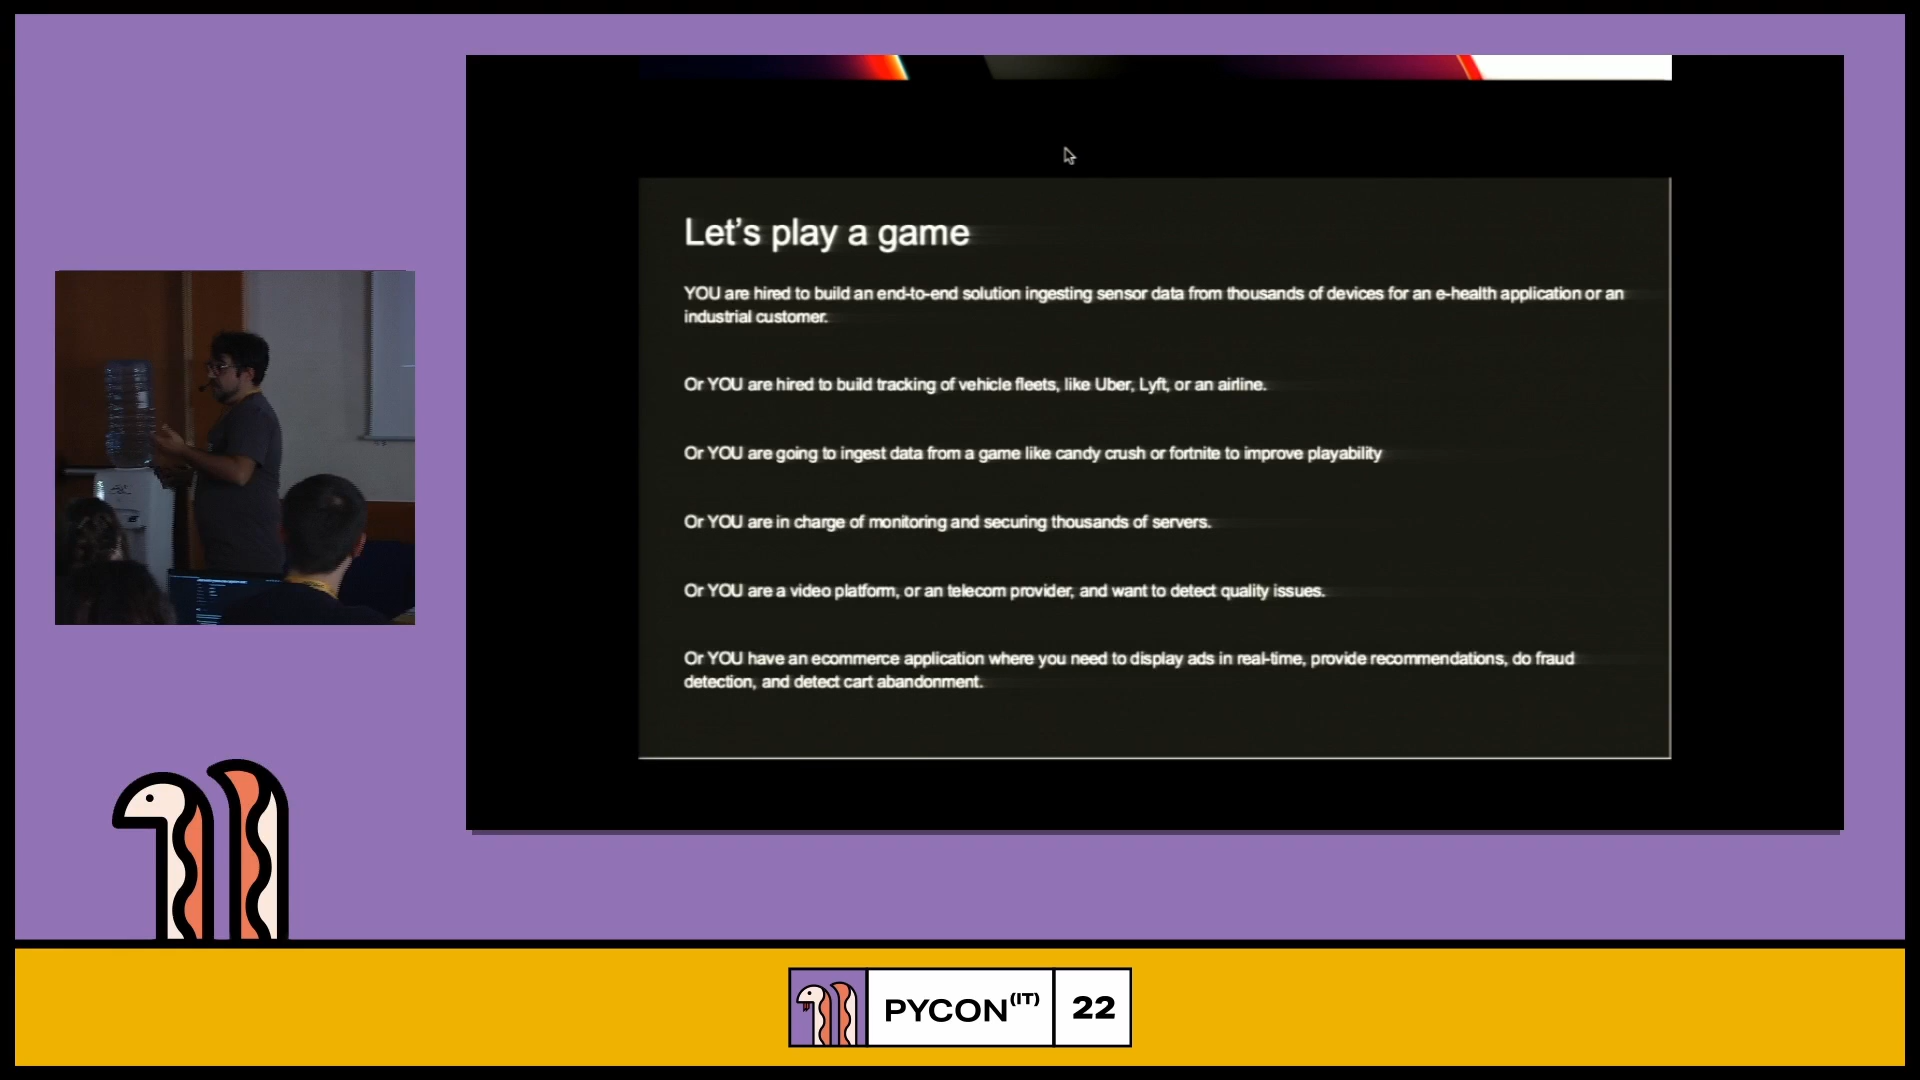 Let's play a game
YOU are hired to build an end-to-end solution ingesting sensor data from thousands of devices for an e-health application or an
industrial customer.
Or YOU are hired to build tracking of vehicle fleets, like Uber, Lyft, or an airline.
Or YOU are going to ingest data from a game like candy crush or fortnite to improve playability
Or YOU are in charge of monitoring and securing thousands of servers.
Or YOU are a video platform, or an telecom provider, and want to detect quality issues.
Or YOU have an ecommerce application where you need to display ads in real-time, provide recommendations, do fraud
detection, and detect cart abandonment.
PYCON(IT) 22